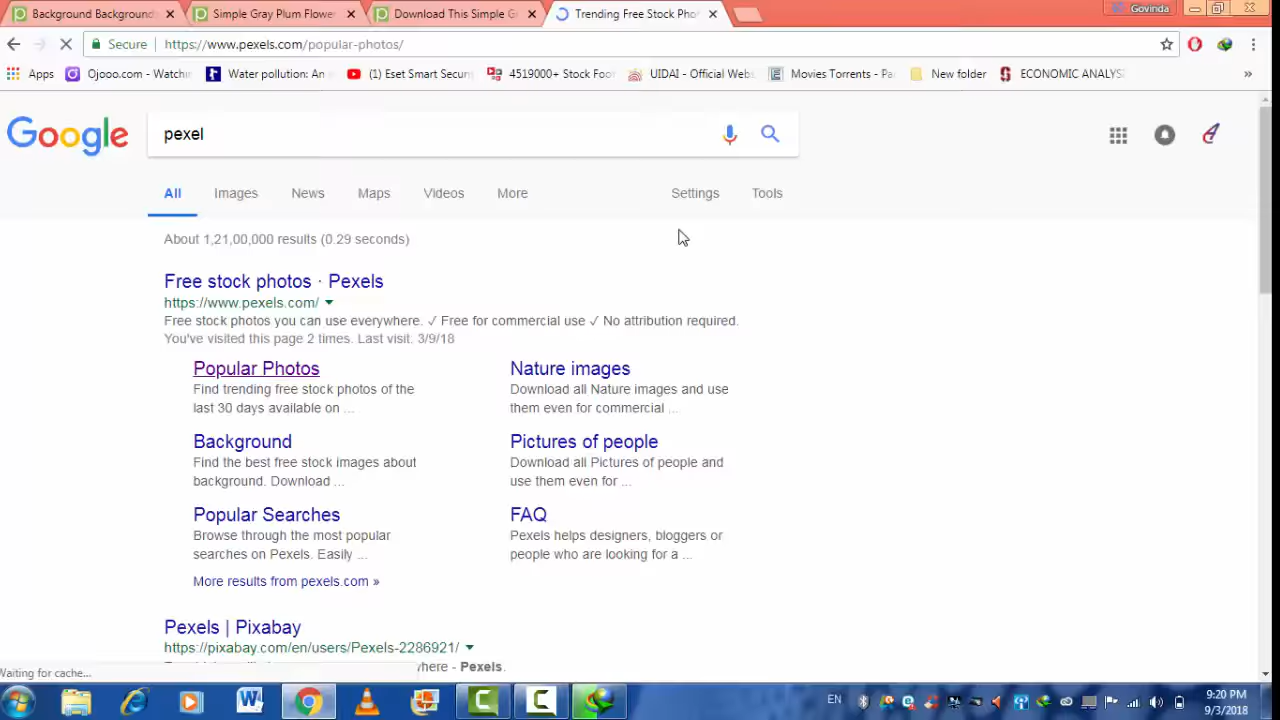 Background Background:
Simple Gray Plum Flowe
Download This Simple G
Trending Free Stock Pho
Govinda
Secure
https://www.pexels.com/popular-photos/
Apps
Ojooo.com - Watchin
Water pollution: An
(1) Eset Smart Secur
4519000+ Stock Foot
UIDAI - Official Webs
Movies Torrents - Pa
New folder
ECONOMIC ANALYS
»
Google
pexel
All
Images
News
Maps
Videos
More
Settings
Tools
About 1,21,00,000 results (0.29 seconds)
Free stock photos · Pexels
https://www.pexels.com/
Free stock photos you can use everywhere. ✓ Free for commercial use ✓ No attribution required.
You've visited this page 2 times. Last visit: 3/9/18
Popular Photos
Find trending free stock photos of the
last 30 days available on ...
Nature images
Download all Nature images and use
them even for commercial ...
Background
Find the best free stock images about
background. Download ...
Pictures of people
Download all Pictures of people and
use them even for ...
Popular Searches
Browse through the most popular
searches on Pexels. Easily ...
FAQ
Pexels helps designers, bloggers or
people who are looking for a ...
More results from pexels.com »
Pexels | Pixabay
https://pixabay.com/en/users/Pexels-2286921/
where - Pexels.
Waiting for cache...
EN
9:20 PM
9/3/2018